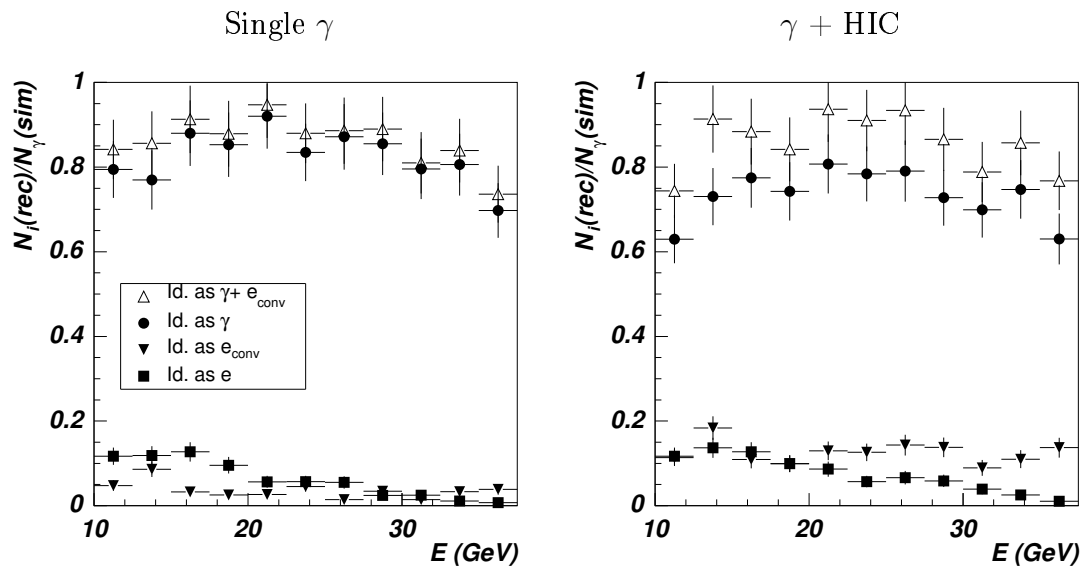 Single γ
γ + HIC
N_i(rec)/N_γ(sim)
1
0.8
0.6
0.4
0.2
0
Id. as γ+ e_conv
Id. as γ
Id. as e_conv
Id. as e
10
20
30
E (GeV)
N_i(rec)/N_γ(sim)
1
0.8
0.6
0.4
0.2
0
10
20
30
E (GeV)